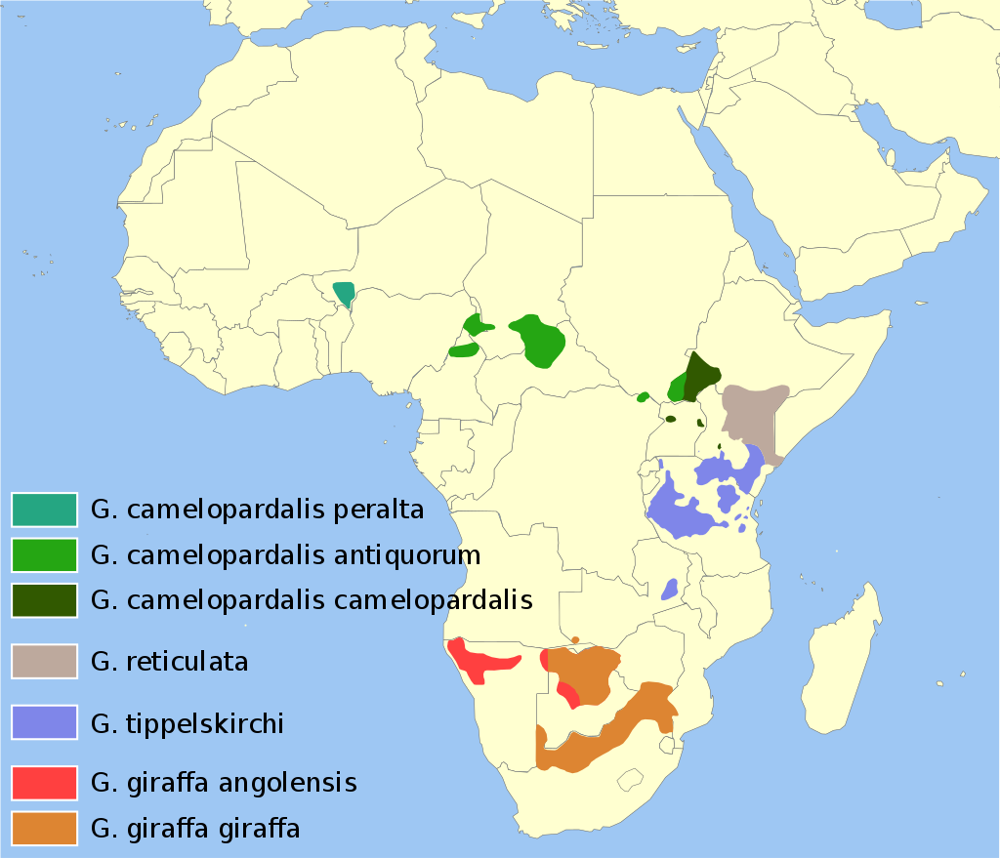 G. camelopardalis peralta
G. camelopardalis antiquorum
G. camelopardalis camelopardalis
G. reticulata
G. tippelskirchi
G. giraffa angolensis
G. giraffa giraffa